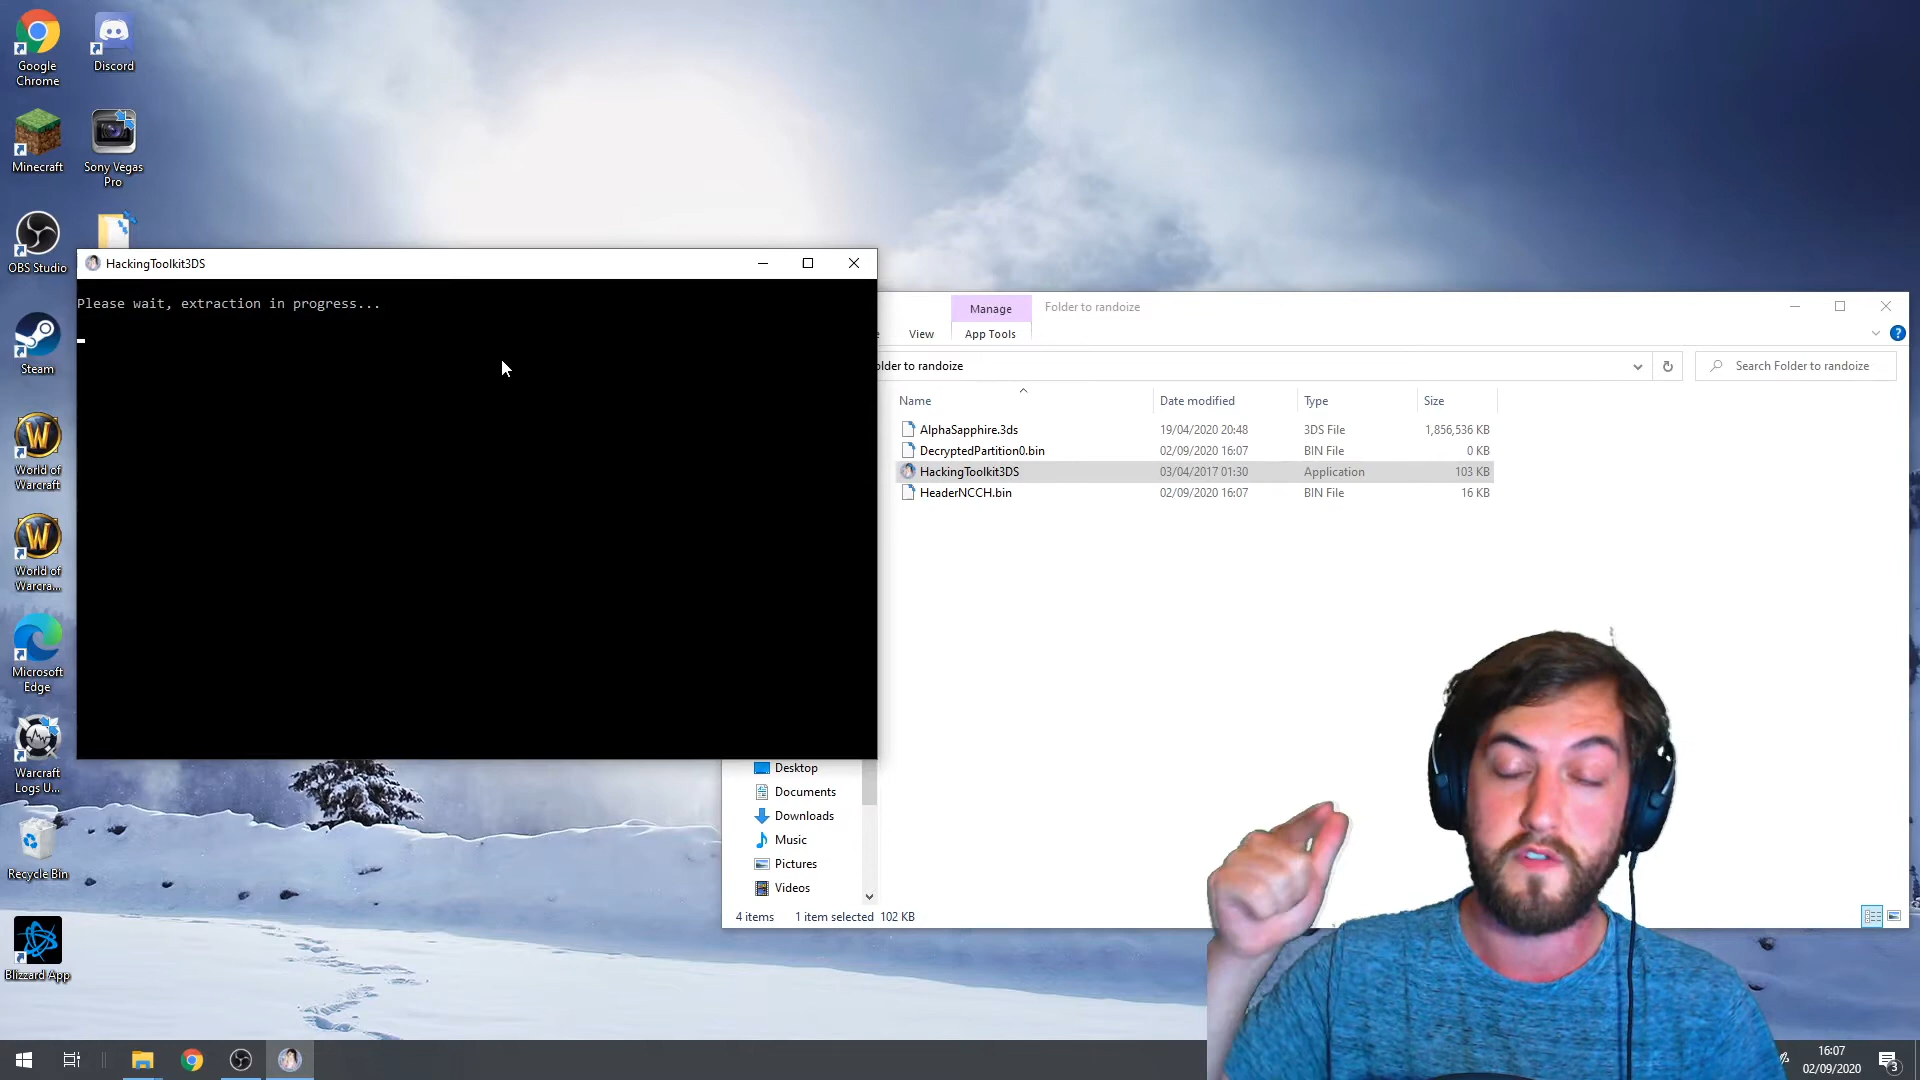 Google
Chrome
Discord
Minecraft
Sony Vegas
Pro
OBS Studio
Steam
World of
Warcraft
World of
Warcra...
Microsoft
Edge
Warcraft
Logs U...
Recycle Bin
Blizzard App
HackingToolkit3DS
Please wait, extraction in progress...
Manage
Folder to randoize
View
App Tools
older to randoize
Search Folder to randoize
Name
Date modified
Type
Size
AlphaSapphire.3ds
19/04/2020 20:48
3DS File
1,856,536 KB
DecryptedPartition0.bin
02/09/2020 16:07
BIN File
0 KB
HackingToolkit3DS
03/04/2017 01:30
Application
103 KB
HeaderNCCH.bin
02/09/2020 16:07
BIN File
16 KB
Desktop
Documents
Downloads
Music
Pictures
Videos
4 items
1 item selected 102 KB
16:07
02/09/2020
3